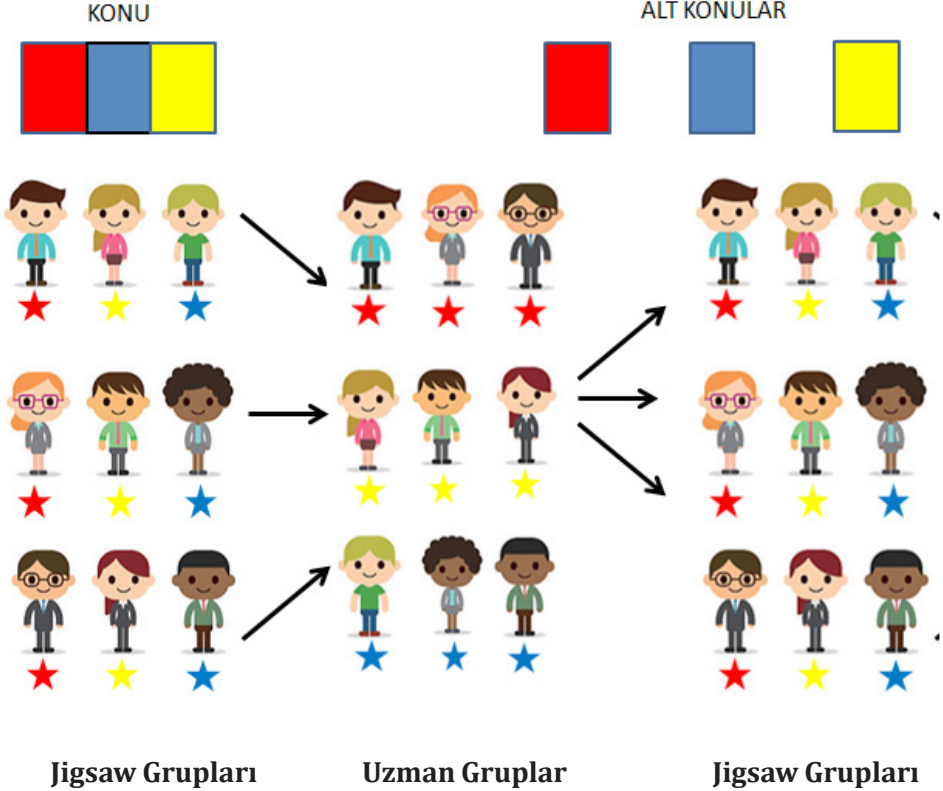 KONU
ALT KONULAR
Jigsaw Grupları
Uzman Gruplar
Jigsaw Grupları